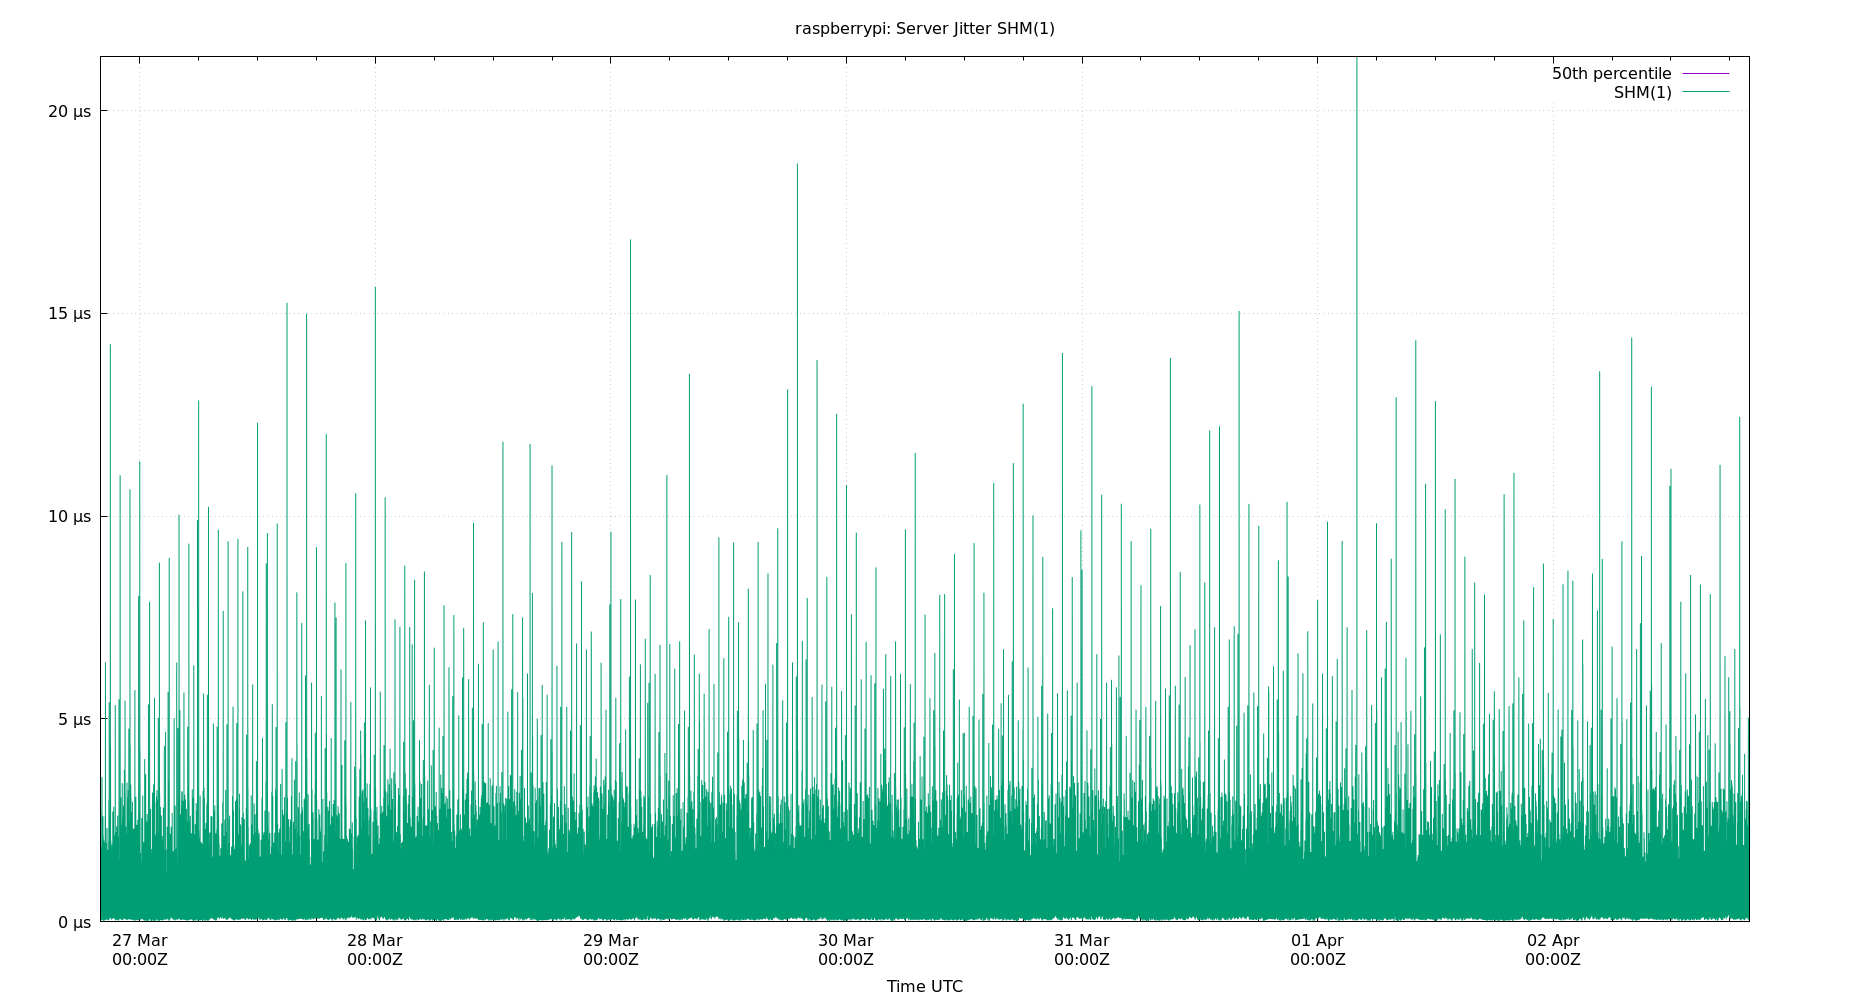 raspberrypi: Server Jitter SHM(1)
50th percentile
SHM(1)
20 µs
15 µs
10 µs
5 µs
0 µs
27 Mar 28 Mar 29 Mar 30 Mar 31 Mar 01 Apr 02 Apr
00:00Z 00:00Z 00:00Z 00:00Z 00:00Z 00:00Z 00:00Z
Time UTC